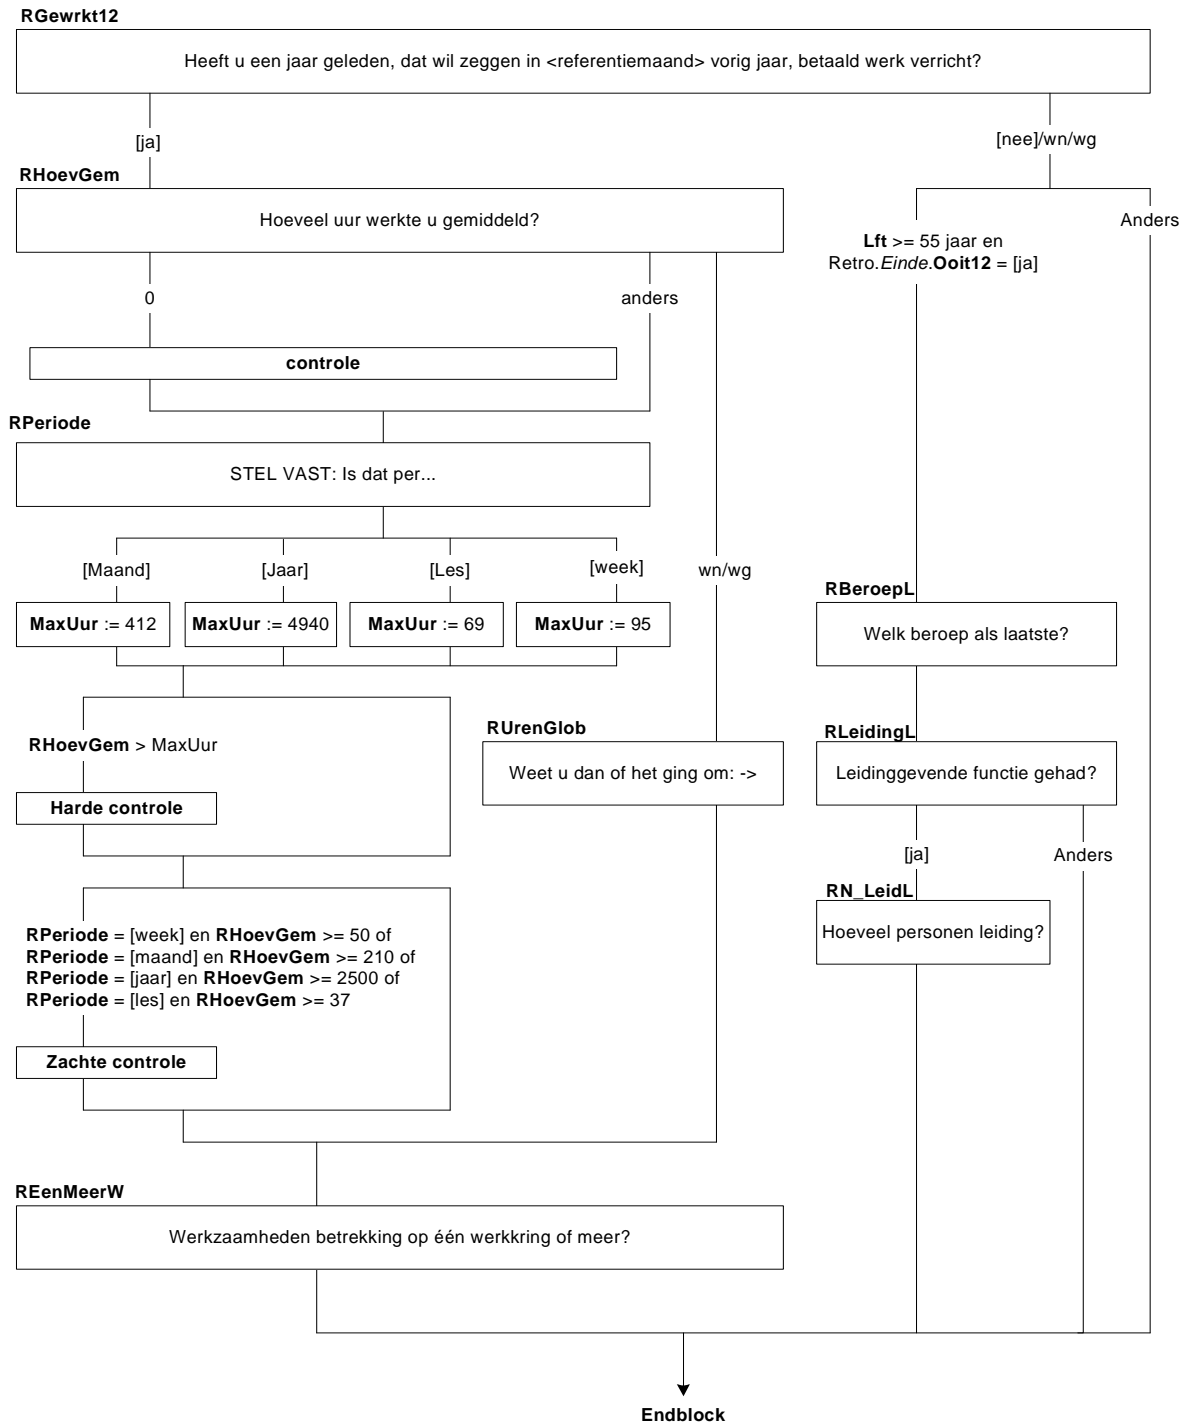 RGewrkt12
Heeft u een jaar geleden, dat wil zeggen in <referentiemaand> vorig jaar, betaald werk verricht?
[ja]
[nee]/wn/wg
RHoevGem
Hoeveel uur werkte u gemiddeld?
Anders
Lft >= 55 jaar en
Retro.Einde.Ooit12 = [ja]
0
anders
controle
RPeriode
STEL VAST: Is dat per...
[Maand]
[Jaar]
[Les]
[week]
wn/wg
MaxUur := 412
MaxUur := 4940
MaxUur := 69
MaxUur := 95
RBeroepL
Welk beroep als laatste?
RHoevGem > MaxUur
Harde controle
RUrenGlob
Weet u dan of het ging om: ->
RLeidingL
Leidinggevende functie gehad?
[ja]
Anders
RN_LeidL
Hoeveel personen leiding?
RPeriode = [week] en RHoevGem >= 50 of
RPeriode = [maand] en RHoevGem >= 210 of
RPeriode = [jaar] en RHoevGem >= 2500 of
RPeriode = [les] en RHoevGem >= 37
Zachte controle
REenMeerW
Werkzaamheden betrekking op één werkkring of meer?
Endblock